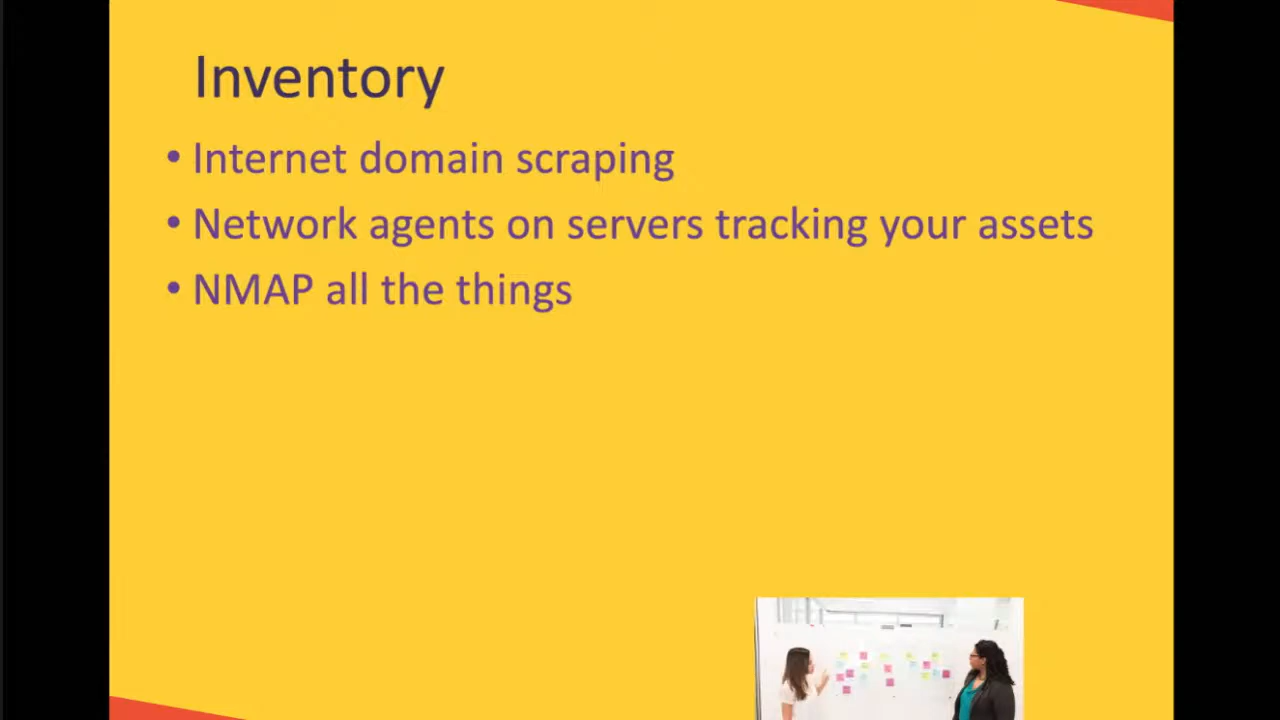 Inventory
• Internet domain scraping
• Network agents on servers tracking your assets
• NMAP all the things